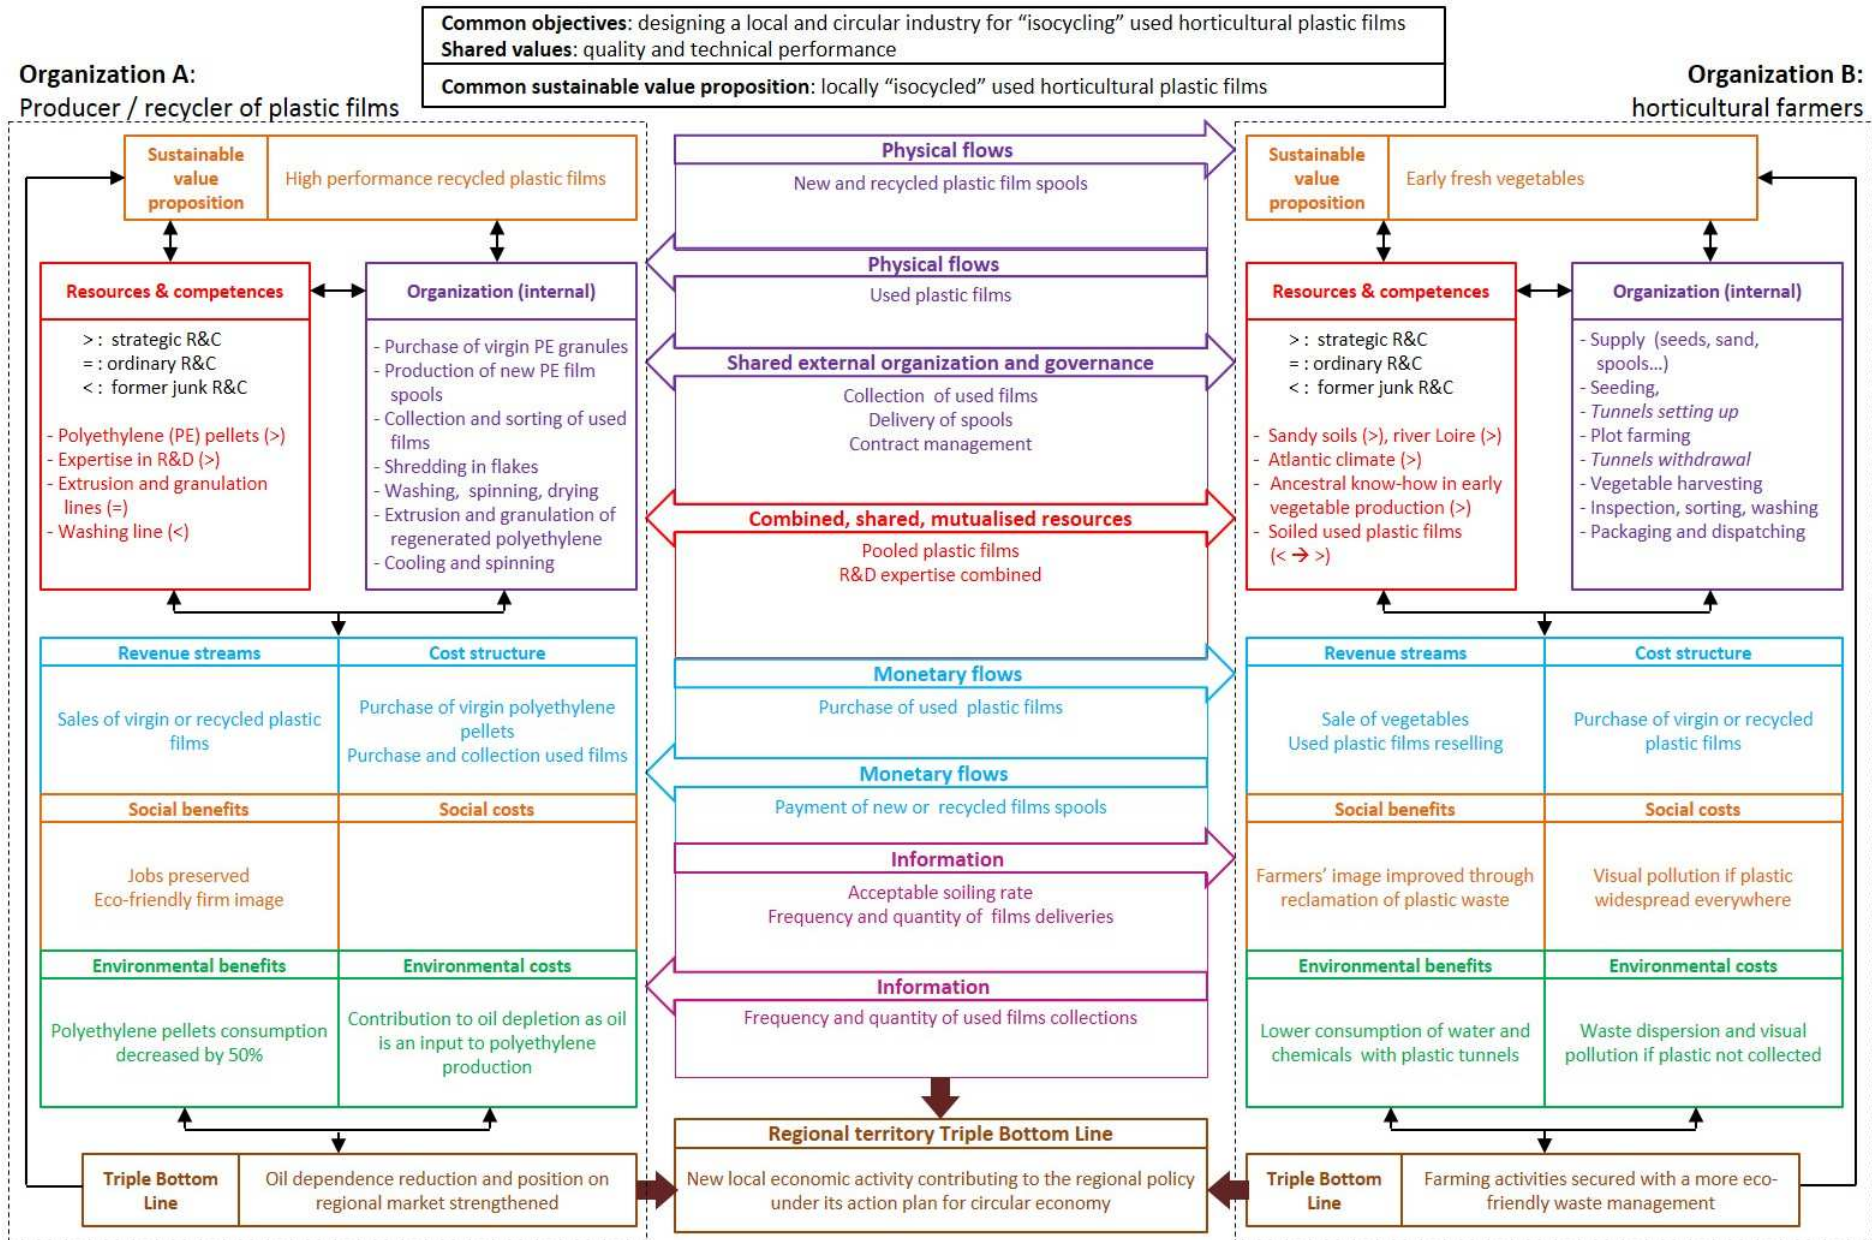 Common objectives: designing a local and circular industry for “isocycling” used horticultural plastic films
Shared values: quality and technical performance
Common sustainable value proposition: locally “isocycled” used horticultural plastic films
Organization A:
Producer / recycler of plastic films
Organization B:
horticultural farmers
Sustainable
value
proposition
High performance recycled plastic films
Resources & competences
> : strategic R&C
= : ordinary R&C
< : former junk R&C
- Polyethylene (PE) pellets (>)
- Expertise in R&D (>)
- Extrusion and granulation
lines (=)
- Washing line (<)
Organization (internal)
- Purchase of virgin PE granules
- Production of new PE film
spools
- Collection and sorting of used
films
- Shredding in flakes
- Washing, spinning, drying
- Extrusion and granulation of
regenerated polyethylene
- Cooling and spinning
Revenue streams
Sales of virgin or recycled plastic
films
Cost structure
Purchase of virgin polyethylene
pellets
Purchase and collection used films
Social benefits
Jobs preserved
Eco-friendly firm image
Social costs
Environmental benefits
Polyethylene pellets consumption
decreased by 50%
Environmental costs
Contribution to oil depletion as oil
is an input to polyethylene
production
Triple Bottom
Line
Oil dependence reduction and position on
regional market strengthened
Physical flows
New and recycled plastic film spools
Physical flows
Used plastic films
Shared external organization and governance
Collection of used films
Delivery of spools
Contract management
Combined, shared, mutualised resources
Pooled plastic films
R&D expertise combined
Monetary flows
Purchase of used plastic films
Monetary flows
Payment of new or recycled films spools
Information
Acceptable soiling rate
Frequency and quantity of films deliveries
Information
Frequency and quantity of used films collections
Regional territory Triple Bottom Line
New local economic activity contributing to the regional policy
under its action plan for circular economy
Sustainable
value
proposition
Early fresh vegetables
Resources & competences
> : strategic R&C
= : ordinary R&C
< : former junk R&C
- Sandy soils (>), river Loire (>)
- Atlantic climate (>)
- Ancestral know-how in early
vegetable production (>)
- Soiled used plastic films
(< → >)
Organization (internal)
- Supply (seeds, sand,
spools...)
- Seeding,
- Tunnels setting up
- Plot farming
- Tunnels withdrawal
- Vegetable harvesting
- Inspection, sorting, washing
- Packaging and dispatching
Revenue streams
Sale of vegetables
Used plastic films reselling
Cost structure
Purchase of virgin or recycled
plastic films
Social benefits
Farmers’ image improved through
reclamation of plastic waste
Social costs
Visual pollution if plastic
widespread everywhere
Environmental benefits
Lower consumption of water and
chemicals with plastic tunnels
Environmental costs
Waste dispersion and visual
pollution if plastic not collected
Triple Bottom
Line
Farming activities secured with a more eco-
friendly waste management